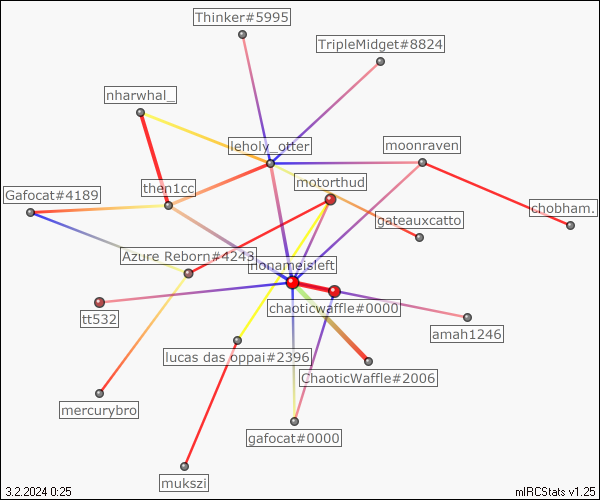 Thinker#5995
TripleMidget#8824
nharwhal_
leholy_otter
moonraven
then1cc
motorthud
Gafocat#4189
chobham.
gateauxcatto
Azure Reborn#4243
nonameisleft
tt532
chaoticwaffle#0000
amah1246
lucas das oppai#2396
ChaoticWaffle#2006
mercurybro
gafocat#0000
mukszi
3.2.2024 0:25
mIRCStats v1.25